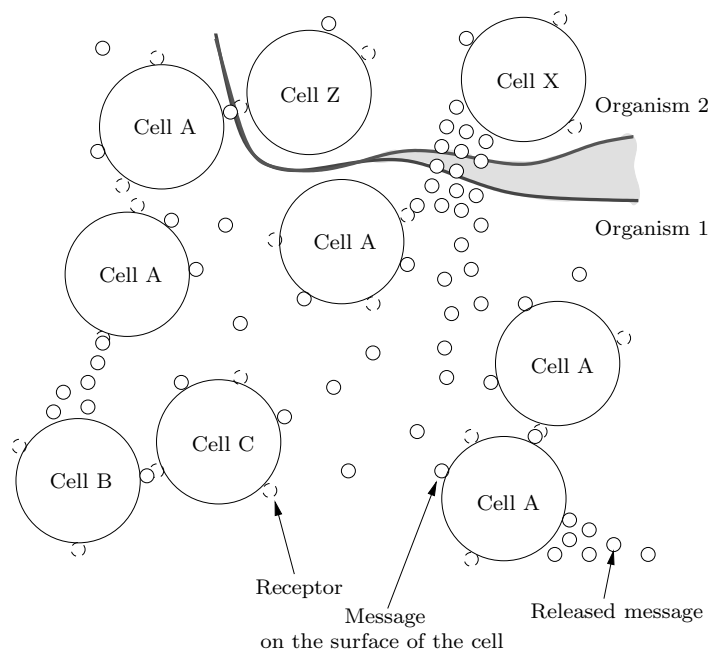 Cell Z
Cell X
Organism 2
Cell A
Organism 1
Cell A
Cell A
Cell A
Cell C
Cell B
Cell A
Receptor
Message
on the surface of the cell
Released message